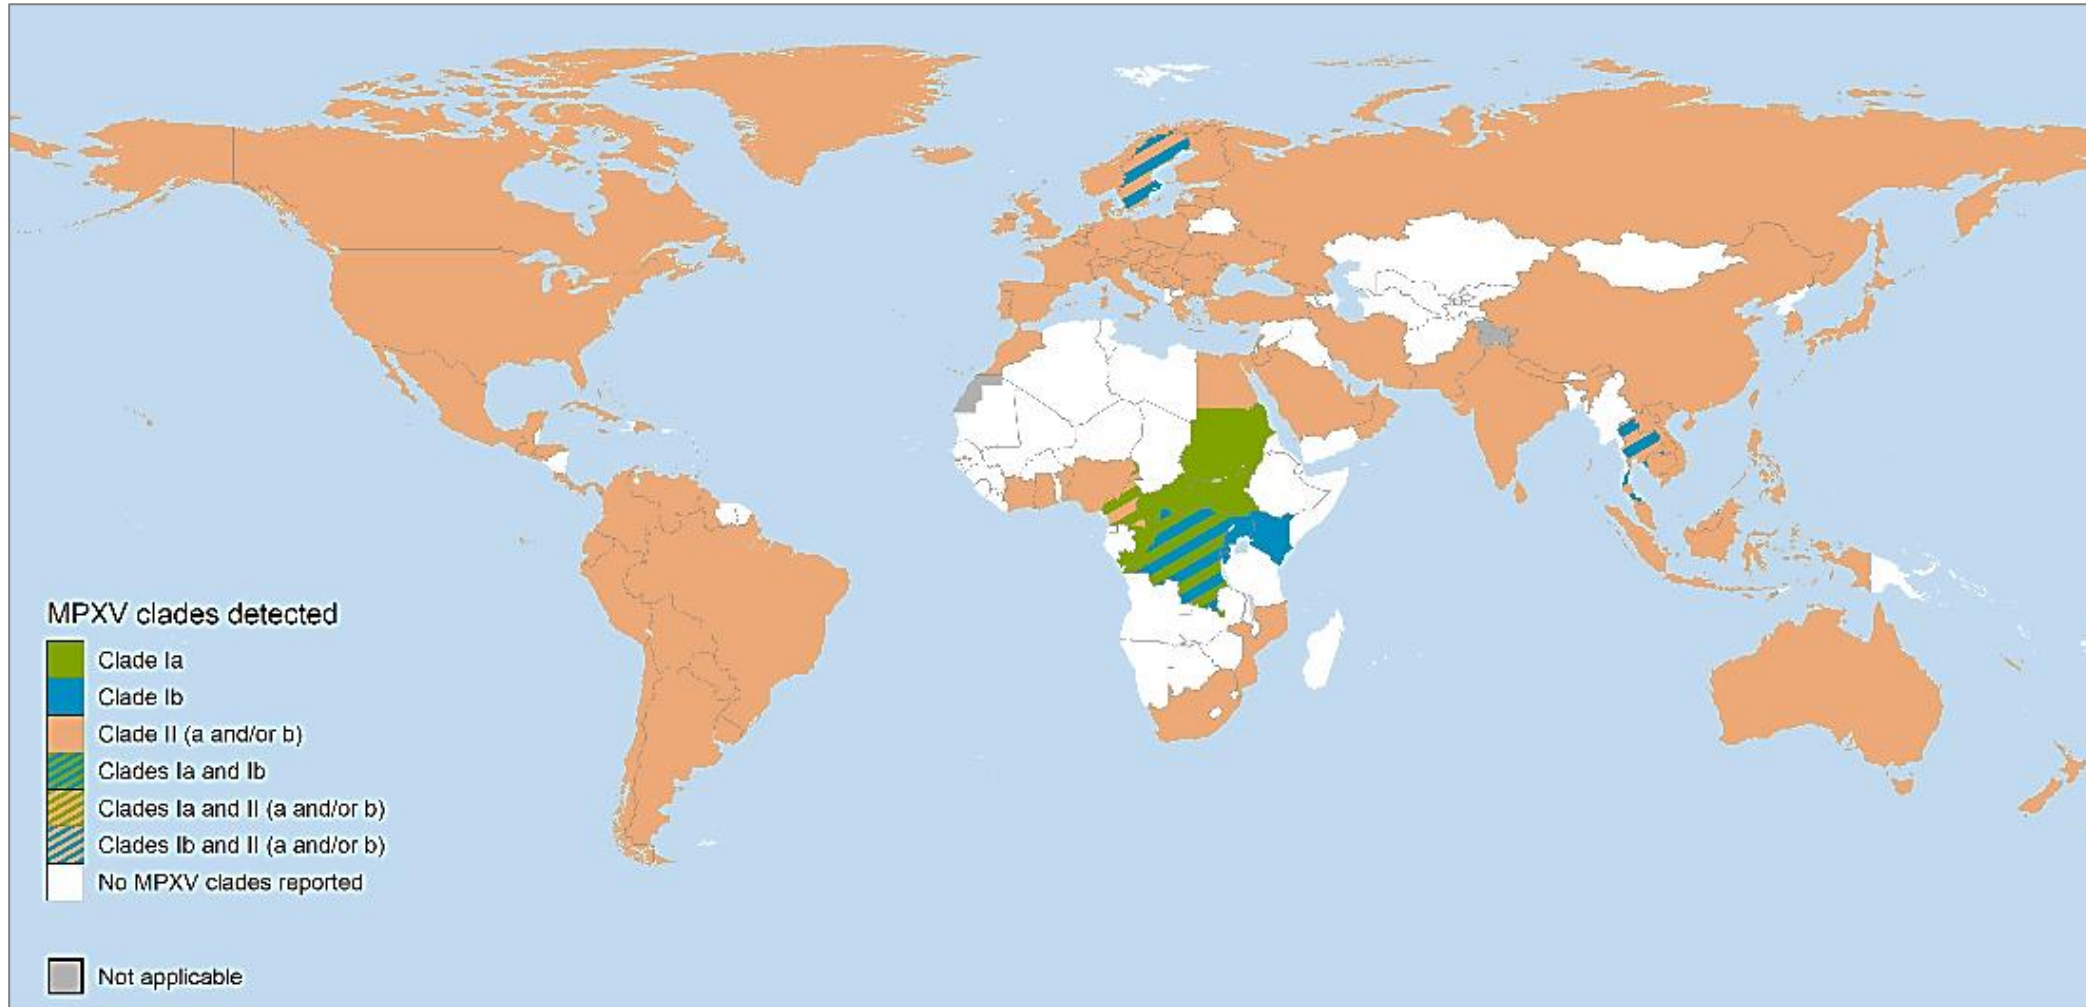 MPXV clades detected
Clade Ia
Clade Ib
Clade II (a and/or b)
Clades Ia and Ib
Clades Ia and II (a and/or b)
Clades Ib and II (a and/or b)
No MPXV clades reported
Not applicable